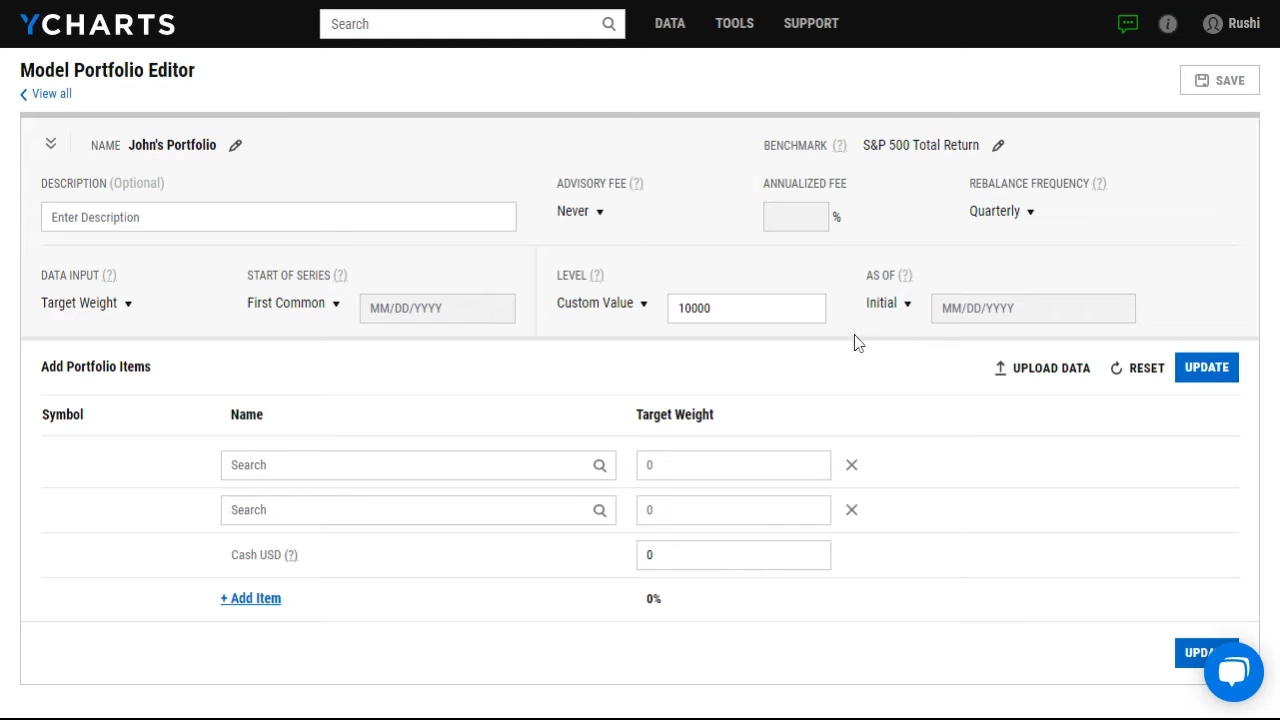 YCHARTS
Search
DATA TOOLS SUPPORT
Rushi
Model Portfolio Editor
View all
SAVE
NAME John's Portfolio
BENCHMARK (?) S&P 500 Total Return
DESCRIPTION (Optional)
ADVISORY FEE (?)
ANNUALIZED FEE
REBALANCE FREQUENCY (?)
Enter Description
Never
%
Quarterly
DATA INPUT (?)
START OF SERIES (?)
LEVEL (?)
AS OF (?)
Target Weight
First Common
MM/DD/YYYY
Custom Value
10000
Initial
MM/DD/YYYY
Add Portfolio Items
UPLOAD DATA
RESET
UPDATE
Symbol Name Target Weight
Search 0
Search 0
Cash USD (?) 0
+ Add Item 0%